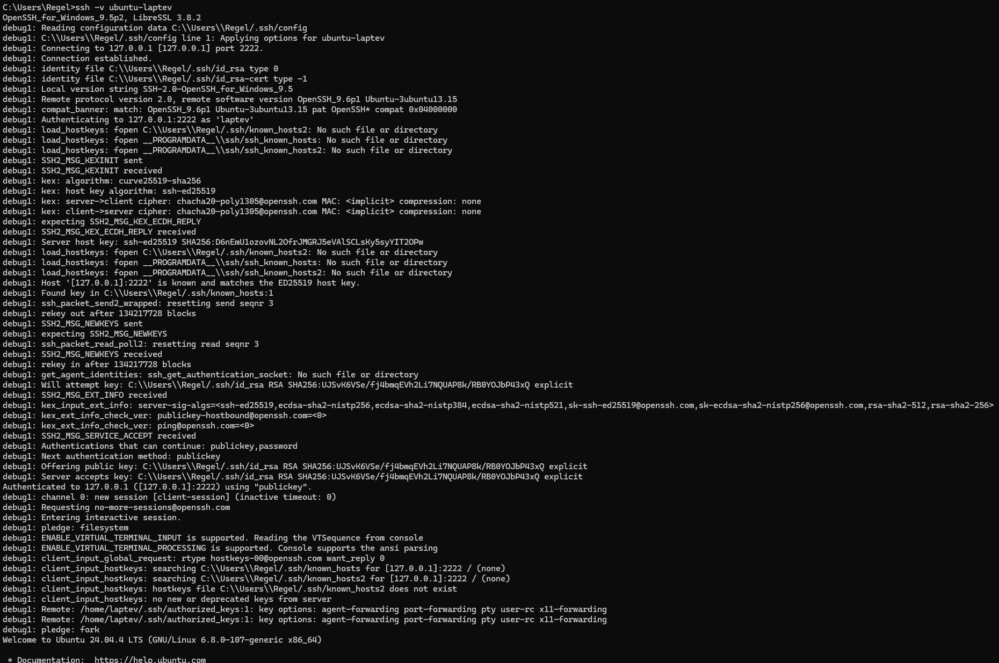 C:\Users\Regel>ssh -v ubuntu-laptev
OpenSSH_for_Windows_9.5p2, LibreSSL 3.8.2
debug1: Reading configuration data C:\\Users\\Regel/.ssh/config
debug1: C:\\Users\\Regel/.ssh/config line 1: Applying options for ubuntu-laptev
debug1: Connecting to 127.0.0.1 [127.0.0.1] port 2222.
debug1: Connection established.
debug1: identity file C:\\Users\\Regel/.ssh/id_rsa type 0
debug1: identity file C:\\Users\\Regel/.ssh/id_rsa-cert type -1
debug1: Local version string SSH-2.0-OpenSSH_for_Windows_9.5
debug1: Remote protocol version 2.0, remote software version OpenSSH_9.6p1 Ubuntu-3ubuntu13.15
debug1: compat_banner: match: OpenSSH_9.6p1 Ubuntu-3ubuntu13.15 pat OpenSSH* compat 0x04000000
debug1: Authenticating to 127.0.0.1:2222 as 'laptev'
debug1: load_hostkeys: fopen C:\\Users\\Regel/.ssh/known_hosts2: No such file or directory
debug1: load_hostkeys: fopen __PROGRAMDATA__\\ssh/ssh_known_hosts: No such file or directory
debug1: load_hostkeys: fopen __PROGRAMDATA__\\ssh/ssh_known_hosts2: No such file or directory
debug1: SSH2_MSG_KEXINIT sent
debug1: SSH2_MSG_KEXINIT received
debug1: kex: algorithm: curve25519-sha256
debug1: kex: host key algorithm: ssh-ed25519
debug1: kex: server->client cipher: chacha20-poly1305@openssh.com MAC: <implicit> compression: none
debug1: kex: client->server cipher: chacha20-poly1305@openssh.com MAC: <implicit> compression: none
debug1: expecting SSH2_MSG_KEX_ECDH_REPLY
debug1: SSH2_MSG_KEX_ECDH_REPLY received
debug1: Server host key: ssh-ed25519 SHA256:D6nEmU1ozovNL2OfrJMGRJ5eVAlSCLsKy5syYIT2OPw
debug1: load_hostkeys: fopen C:\\Users\\Regel/.ssh/known_hosts2: No such file or directory
debug1: load_hostkeys: fopen __PROGRAMDATA__\\ssh/ssh_known_hosts: No such file or directory
debug1: load_hostkeys: fopen __PROGRAMDATA__\\ssh/ssh_known_hosts2: No such file or directory
debug1: Host '[127.0.0.1]:2222' is known and matches the ED25519 host key.
debug1: Found key in C:\\Users\\Regel/.ssh/known_hosts:1
debug1: ssh_packet_send2_wrapped: resetting send seqnr 3
debug1: rekey out after 134217728 blocks
debug1: SSH2_MSG_NEWKEYS sent
debug1: expecting SSH2_MSG_NEWKEYS
debug1: ssh_packet_read_poll2: resetting read seqnr 3
debug1: SSH2_MSG_NEWKEYS received
debug1: rekey in after 134217728 blocks
debug1: get_agent_identities: ssh_get_authentication_socket: No such file or directory
debug1: Will attempt key: C:\\Users\\Regel/.ssh/id_rsa RSA SHA256:UJSvK6VSe/fj4bmqEVh2Li7NQUAP8k/RB0YOJbP43xQ explicit
debug1: SSH2_MSG_EXT_INFO received
debug1: kex_input_ext_info: server-sig-algs=<ssh-ed25519,ecdsa-sha2-nistp256,ecdsa-sha2-nistp384,ecdsa-sha2-nistp521,sk-ssh-ed25519@openssh.com,sk-ecdsa-sha2-nistp256@openssh.com,rsa-sha2-512,rsa-sha2-256>
debug1: kex_ext_info_check_ver: publickey-hostbound@openssh.com=<0>
debug1: kex_ext_info_check_ver: ping@openssh.com=<0>
debug1: SSH2_MSG_SERVICE_ACCEPT received
debug1: Authentications that can continue: publickey,password
debug1: Next authentication method: publickey
debug1: Offering public key: C:\\Users\\Regel/.ssh/id_rsa RSA SHA256:UJSvK6VSe/fj4bmqEVh2Li7NQUAP8k/RB0YOJbP43xQ explicit
debug1: Server accepts key: C:\\Users\\Regel/.ssh/id_rsa RSA SHA256:UJSvK6VSe/fj4bmqEVh2Li7NQUAP8k/RB0YOJbP43xQ explicit
Authenticated to 127.0.0.1 ([127.0.0.1]:2222) using "publickey".
debug1: channel 0: new session [client-session] (inactive timeout: 0)
debug1: Requesting no-more-sessions@openssh.com
debug1: Entering interactive session.
debug1: pledge: filesystem
debug1: ENABLE_VIRTUAL_TERMINAL_INPUT is supported. Reading the VTSequence from console
debug1: ENABLE_VIRTUAL_TERMINAL_PROCESSING is supported. Console supports the ansi parsing
debug1: client_input_global_request: rtype hostkeys-00@openssh.com want_reply 0
debug1: client_input_hostkeys: searching C:\\Users\\Regel/.ssh/known_hosts for [127.0.0.1]:2222 / (none)
debug1: client_input_hostkeys: searching C:\\Users\\Regel/.ssh/known_hosts2 for [127.0.0.1]:2222 / (none)
debug1: client_input_hostkeys: hostkeys file C:\\Users\\Regel/.ssh/known_hosts2 does not exist
debug1: client_input_hostkeys: no new or deprecated keys from server
debug1: Remote: /home/laptev/.ssh/authorized_keys:1: key options: agent-forwarding port-forwarding pty user-rc x11-forwarding
debug1: Remote: /home/laptev/.ssh/authorized_keys:1: key options: agent-forwarding port-forwarding pty user-rc x11-forwarding
debug1: pledge: fork
Welcome to Ubuntu 24.04.4 LTS (GNU/Linux 6.8.0-107-generic x86_64)

 * Documentation:  https://help.ubuntu.com